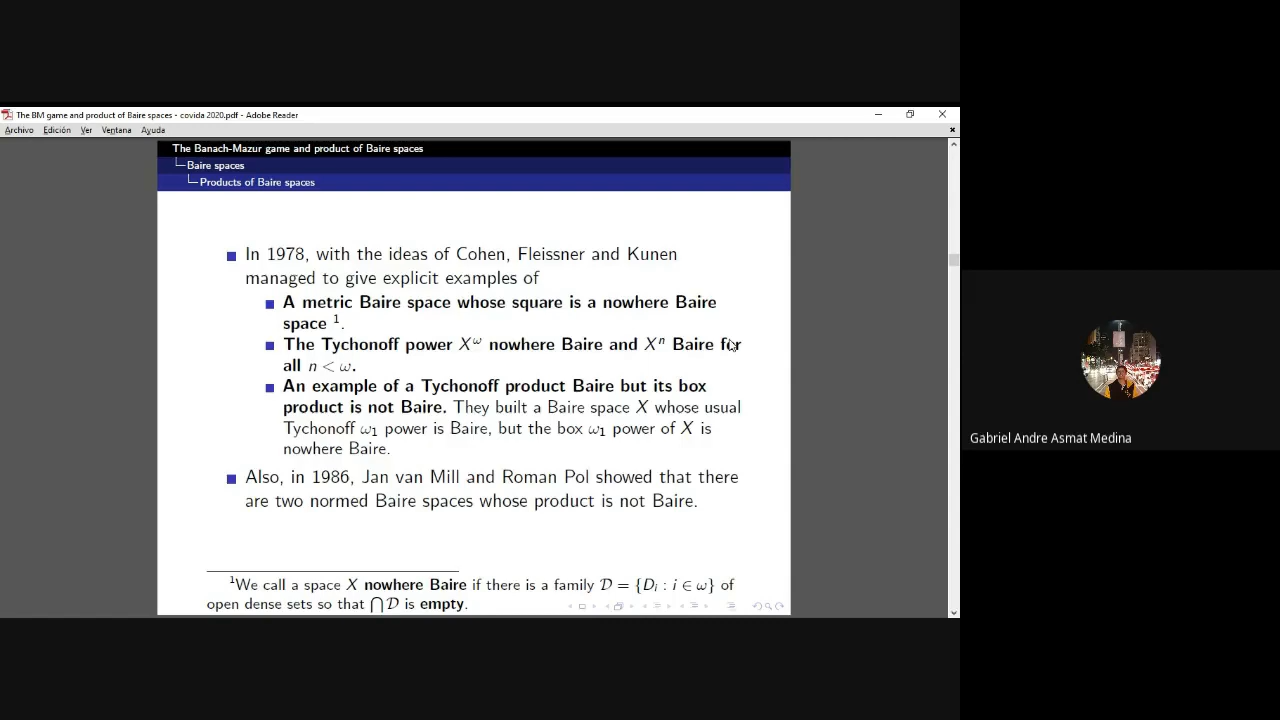 The BM game and product of Baire spaces - covida 2020.pdf - Adobe Reader
Archivo Edición Ver Ventana Ayuda
The Banach-Mazur game and product of Baire spaces
Baire spaces
Products of Baire spaces
In 1978, with the ideas of Cohen, Fleissner and Kunen
managed to give explicit examples of
A metric Baire space whose square is a nowhere Baire
space ¹.
The Tychonoff power X^ω nowhere Baire and Xⁿ Baire for
all n < ω.
An example of a Tychonoff product Baire but its box
product is not Baire. They built a Baire space X whose usual
Tychonoff ω₁ power is Baire, but the box ω₁ power of X is
nowhere Baire.
Also, in 1986, Jan van Mill and Roman Pol showed that there
are two normed Baire spaces whose product is not Baire.
¹We call a space X nowhere Baire if there is a family 𝒟 = {Dᵢ : i ∈ ω} of
open dense sets so that ⋂𝒟 is empty.
Gabriel Andre Asmat Medina